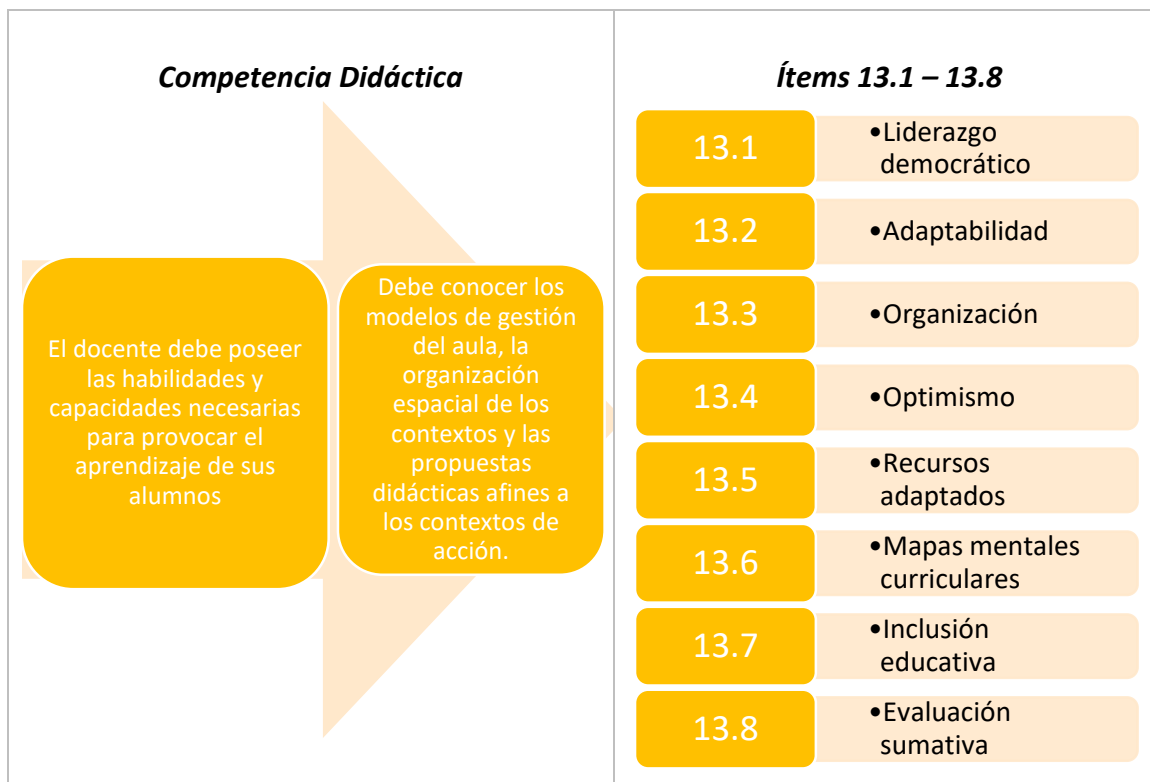 Competencia Didáctica
El docente debe poseer
las habilidades y
capacidades necesarias
para provocar el
aprendizaje de sus
alumnos
Debe conocer los
modelos de gestión
del aula, la
organización
espacial de los
contextos y las
propuestas
didácticas afines a
los contextos de
acción.
Ítems 13.1 – 13.8
13.1
•Liderazgo
democrático
13.2
•Adaptabilidad
13.3
•Organización
13.4
•Optimismo
13.5
•Recursos
adaptados
13.6
•Mapas mentales
curriculares
13.7
•Inclusión
educativa
13.8
•Evaluación
sumativa